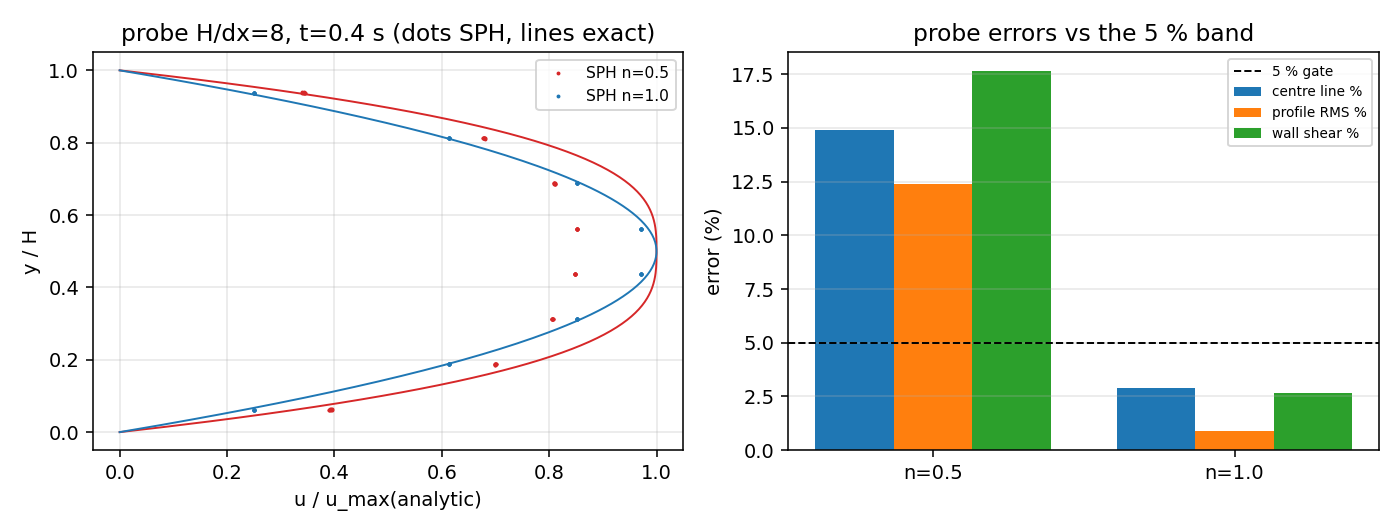 probe H/dx=8, t=0.4 s (dots SPH, lines exact)
SPH n=0.5
SPH n=1.0
1.0
0.8
0.6
0.4
0.2
0.0
y / H
0.0 0.2 0.4 0.6 0.8 1.0
u / u_max(analytic)
probe errors vs the 5 % band
5 % gate
centre line %
profile RMS %
wall shear %
17.5
15.0
12.5
10.0
7.5
5.0
2.5
0.0
error (%)
n=0.5 n=1.0